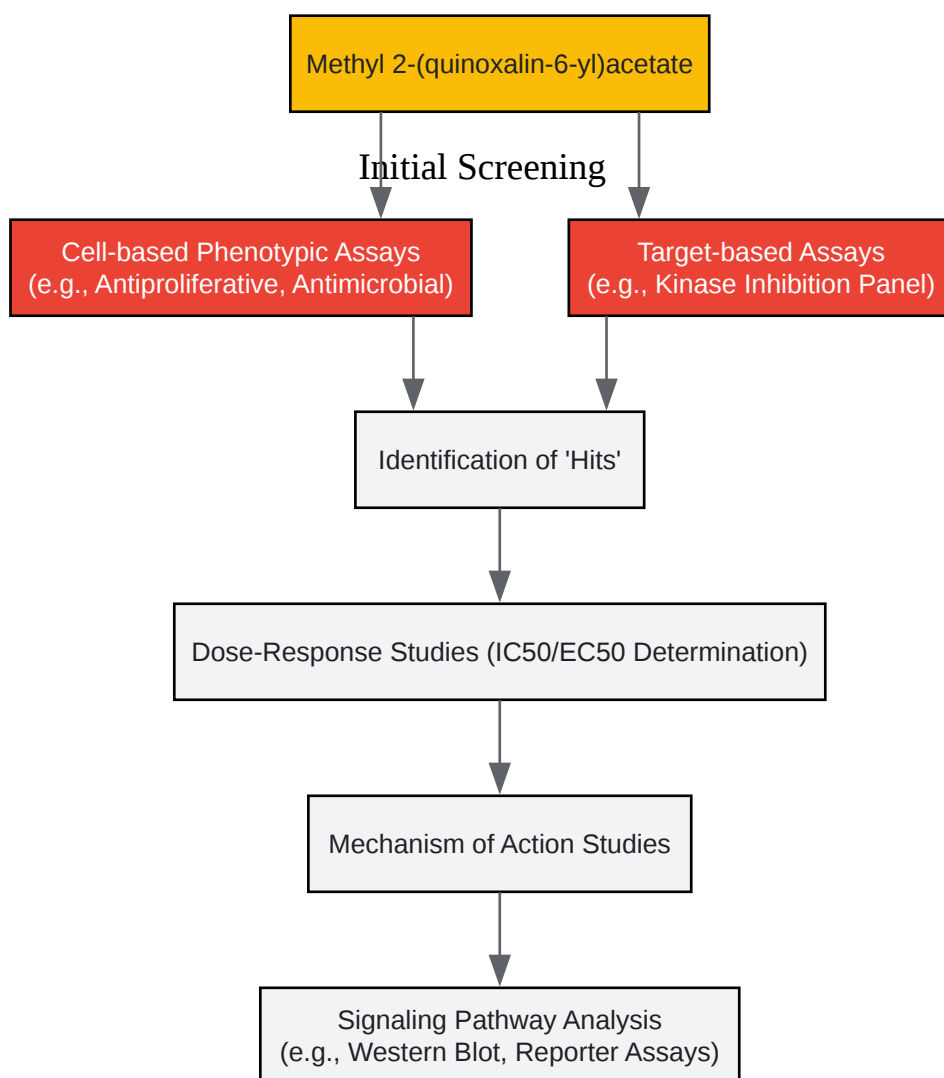 Methyl 2-(quinoxalin-6-yl)acetate
Initial Screening
Cell-based Phenotypic Assays
(e.g., Antiproliferative, Antimicrobial)
Target-based Assays
(e.g., Kinase Inhibition Panel)
Identification of 'Hits'
Dose-Response Studies (IC50/EC50 Determination)
Mechanism of Action Studies
Signaling Pathway Analysis
(e.g., Western Blot, Reporter Assays)